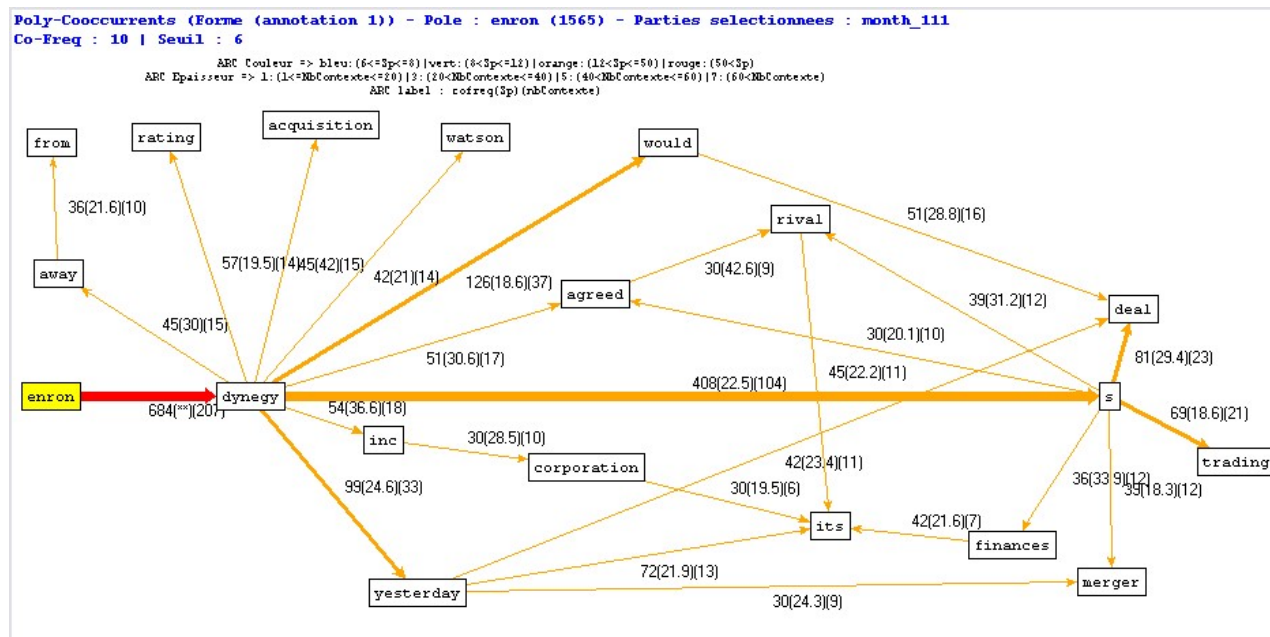 Poly-Cooccurrents (Forme (annotation 1)) - Pole : enron (1565) - Parties selectionnees : month_111
Co-Freq : 10 | Seuil : 6
ARC Couleur => bleu:(6<=Sp<=8)|vert:(8<Sp<=12)|orange:(12<Sp<=50)|rouge:(50<Sp)
ARC Epaisseur => 1:(1<=NbContexte<=20)|3:(20<NbContexte<=40)|5:(40<NbContexte<=60)|7:(60<NbContexte)
ARC label : cofreq(Sp)(nbContexte)
from
rating
acquisition
watson
would
36(21.6)(10)
51(28.8)(16)
rival
away
57(19.5)(14)
45(42)(15)
42(21)(14)
126(18.6)(37)
30(42.6)(9)
agreed
39(31.2)(12)
deal
45(30)(15)
51(30.6)(17)
30(20.1)(10)
45(22.2)(11)
81(29.4)(23)
enron
dynegy
408(22.5)(104)
s
684(**)(207)
54(36.6)(18)
69(18.6)(21)
inc
30(28.5)(10)
corporation
42(23.4)(11)
trading
99(24.6)(33)
30(19.5)(6)
36(33.9)(12)
39(18.3)(12)
its
42(21.6)(7)
finances
72(21.9)(13)
yesterday
merger
30(24.3)(9)